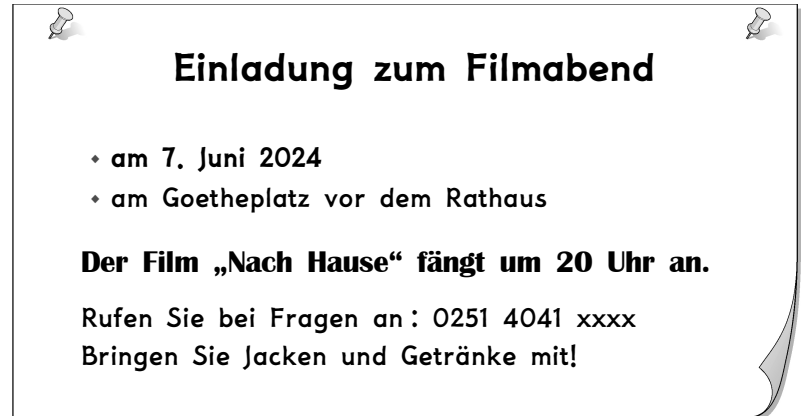 Einladung zum Filmabend
◆ am 7. Juni 2024
◆ am Goetheplatz vor dem Rathaus
Der Film „Nach Hause“ fängt um 20 Uhr an.
Rufen Sie bei Fragen an : 0251 4041 xxxx
Bringen Sie Jacken und Getränke mit!